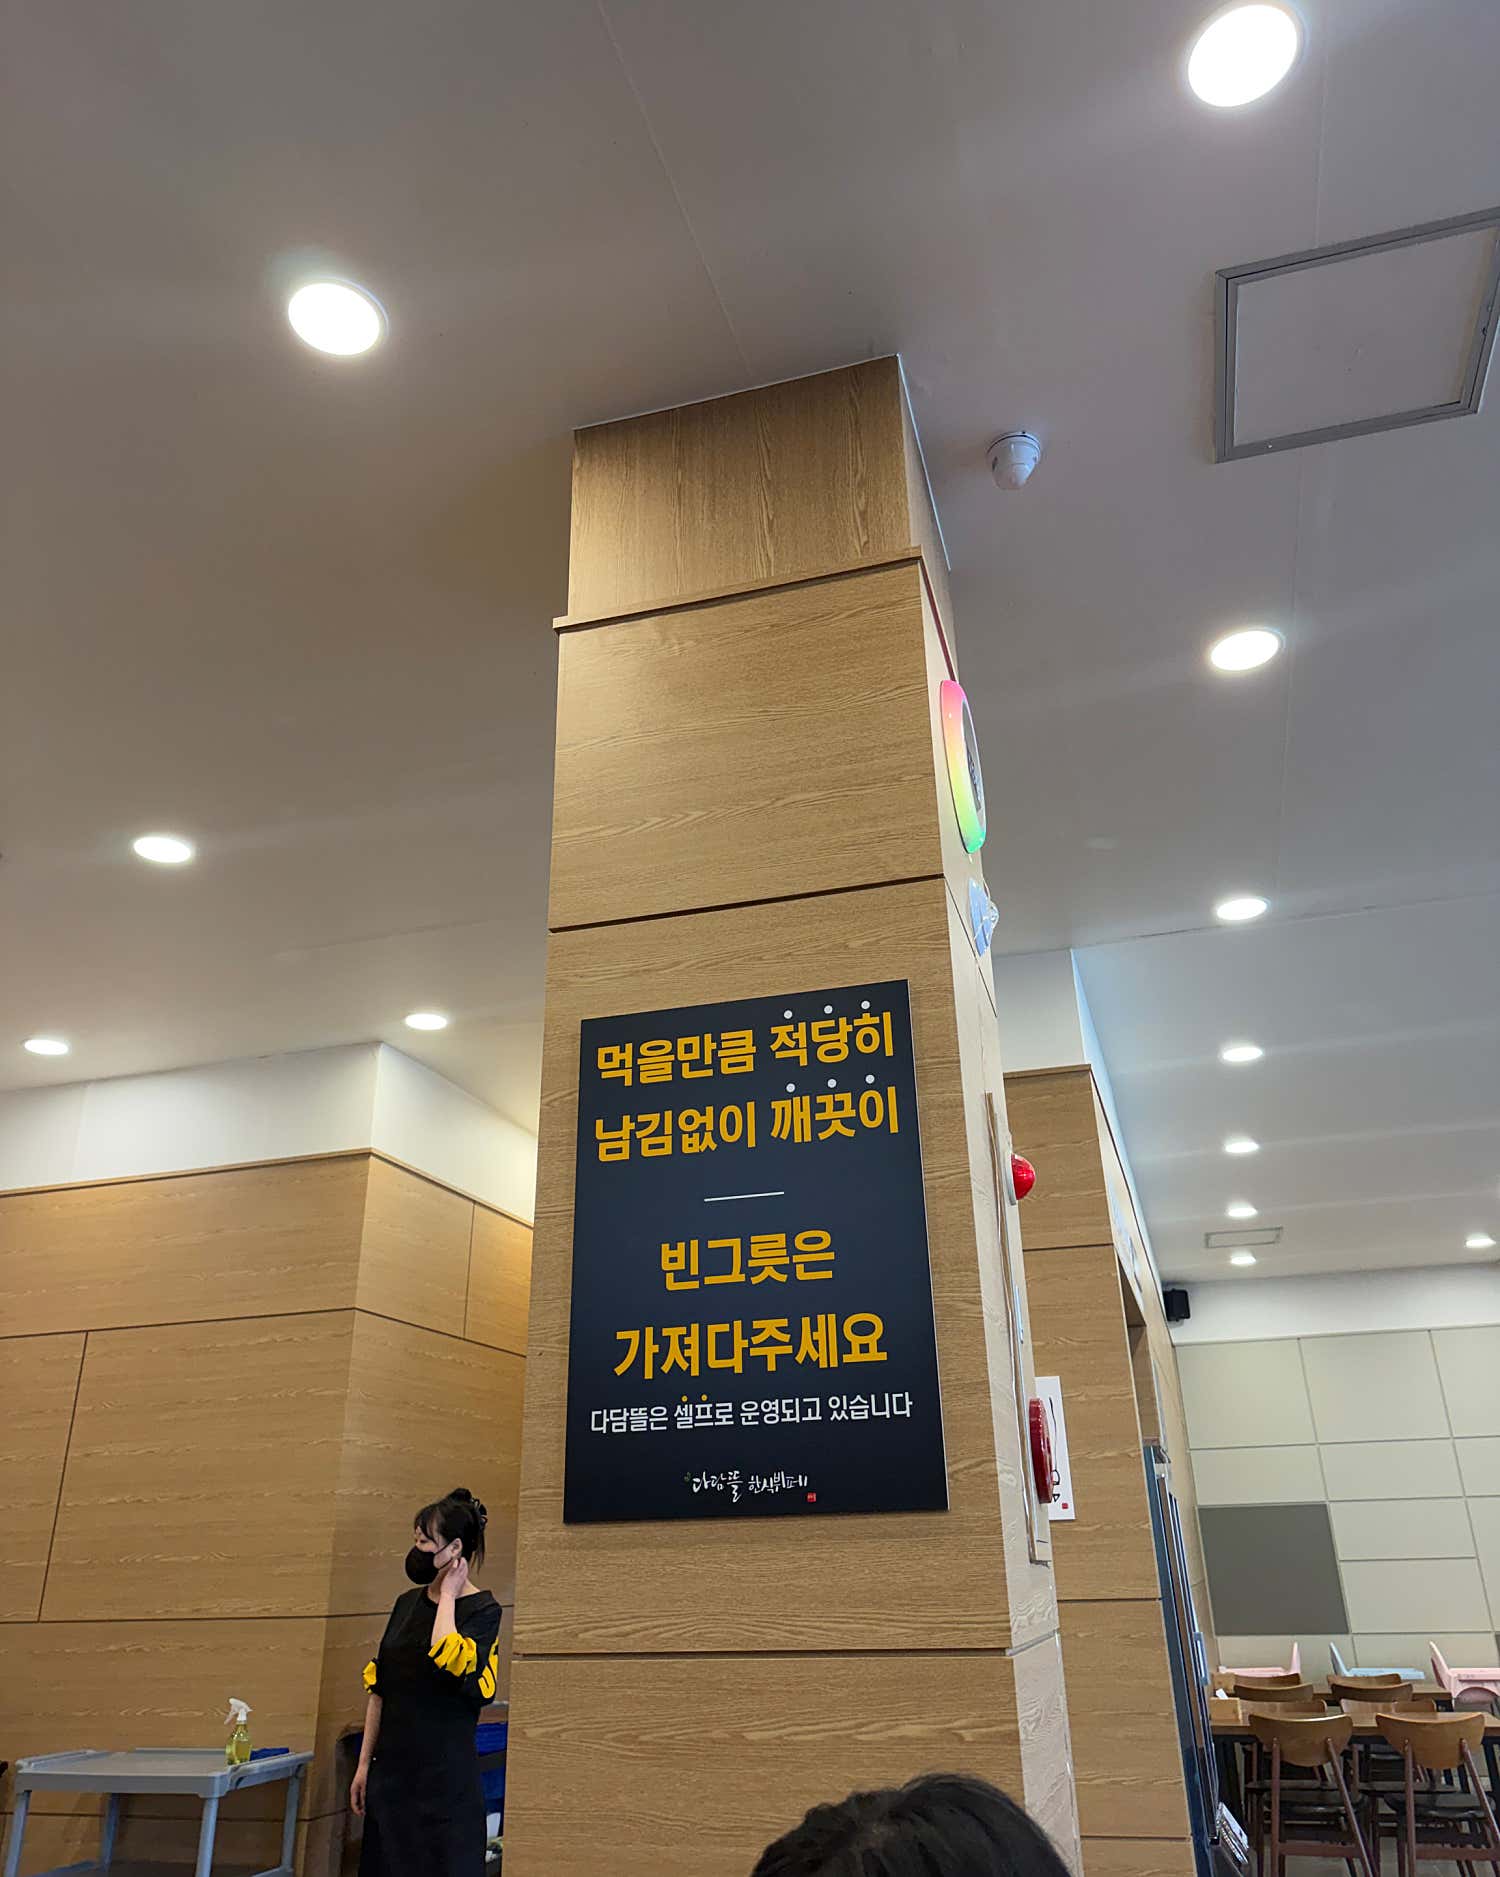 먹을만큼 적당히
남김없이 깨끗이
빈그릇은
가져다주세요
다담뜰은 셀프로 운영되고 있습니다
다담뜰 한식뷔페